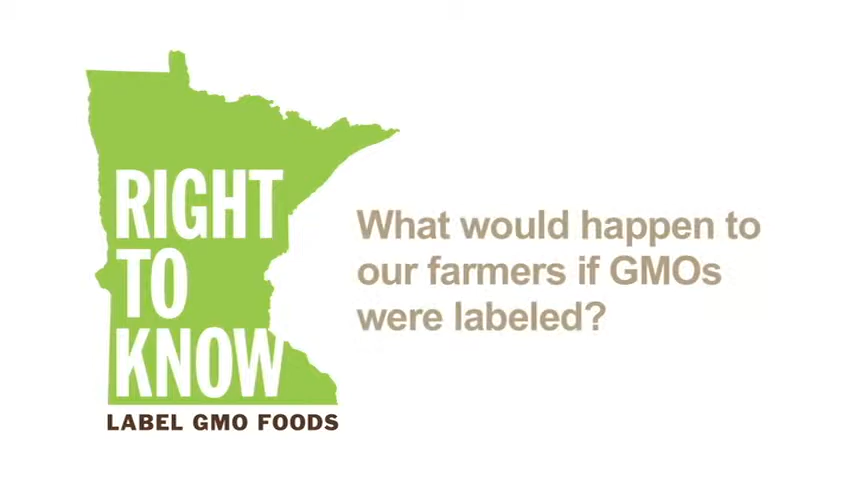 RIGHT
TO
KNOW
LABEL GMO FOODS
What would happen to
our farmers if GMOs
were labeled?